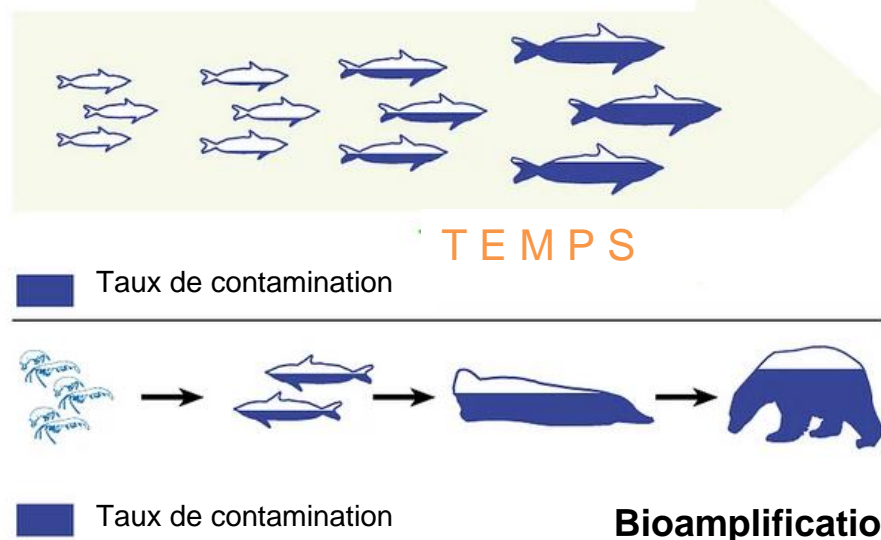 T E M P S
Taux de contamination
Taux de contamination
Bioamplificatio